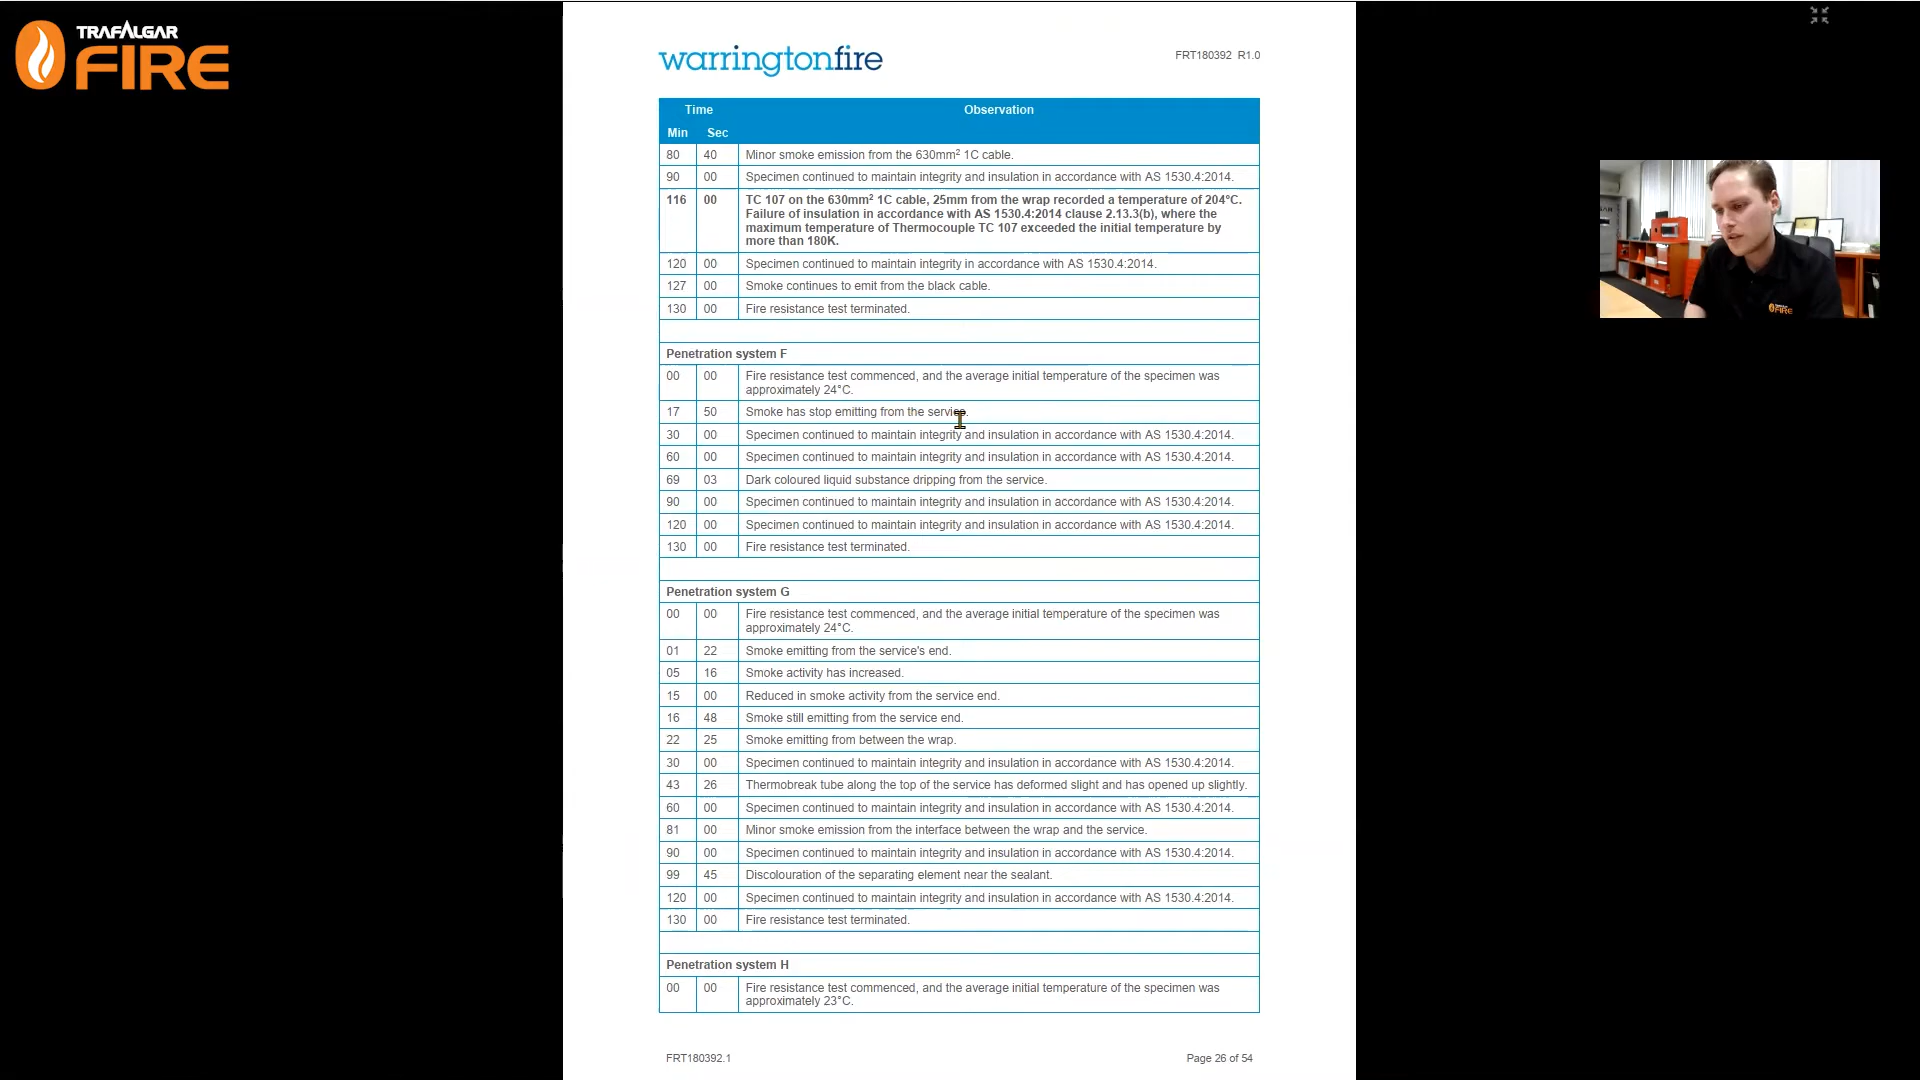 TRAFALGAR
FIRE
warringtonfire
FRT180392 R1.0
Time Observation
Min Sec
80 40 Minor smoke emission from the 630mm² 1C cable.
90 00 Specimen continued to maintain integrity and insulation in accordance with AS 1530.4:2014.
116 00 TC 107 on the 630mm² 1C cable, 25mm from the wrap recorded a temperature of 204°C.
Failure of insulation in accordance with AS 1530.4:2014 clause 2.13.3(b), where the
maximum temperature of Thermocouple TC 107 exceeded the initial temperature by
more than 180K.
120 00 Specimen continued to maintain integrity in accordance with AS 1530.4:2014.
127 00 Smoke continues to emit from the black cable.
130 00 Fire resistance test terminated.
Penetration system F
00 00 Fire resistance test commenced, and the average initial temperature of the specimen was
approximately 24°C.
17 50 Smoke has stop emitting from the service.
30 00 Specimen continued to maintain integrity and insulation in accordance with AS 1530.4:2014.
60 00 Specimen continued to maintain integrity and insulation in accordance with AS 1530.4:2014.
69 03 Dark coloured liquid substance dripping from the service.
90 00 Specimen continued to maintain integrity and insulation in accordance with AS 1530.4:2014.
120 00 Specimen continued to maintain integrity and insulation in accordance with AS 1530.4:2014.
130 00 Fire resistance test terminated.
Penetration system G
00 00 Fire resistance test commenced, and the average initial temperature of the specimen was
approximately 24°C.
01 22 Smoke emitting from the service's end.
05 16 Smoke activity has increased.
15 00 Reduced in smoke activity from the service end.
16 48 Smoke still emitting from the service end.
22 25 Smoke emitting from between the wrap.
30 00 Specimen continued to maintain integrity and insulation in accordance with AS 1530.4:2014.
43 26 Thermobreak tube along the top of the service has deformed slight and has opened up slightly.
60 00 Specimen continued to maintain integrity and insulation in accordance with AS 1530.4:2014.
81 00 Minor smoke emission from the interface between the wrap and the service.
90 00 Specimen continued to maintain integrity and insulation in accordance with AS 1530.4:2014.
99 45 Discolouration of the separating element near the sealant.
120 00 Specimen continued to maintain integrity and insulation in accordance with AS 1530.4:2014.
130 00 Fire resistance test terminated.
Penetration system H
00 00 Fire resistance test commenced, and the average initial temperature of the specimen was
approximately 23°C.
FRT180392.1
Page 26 of 54
FIRE